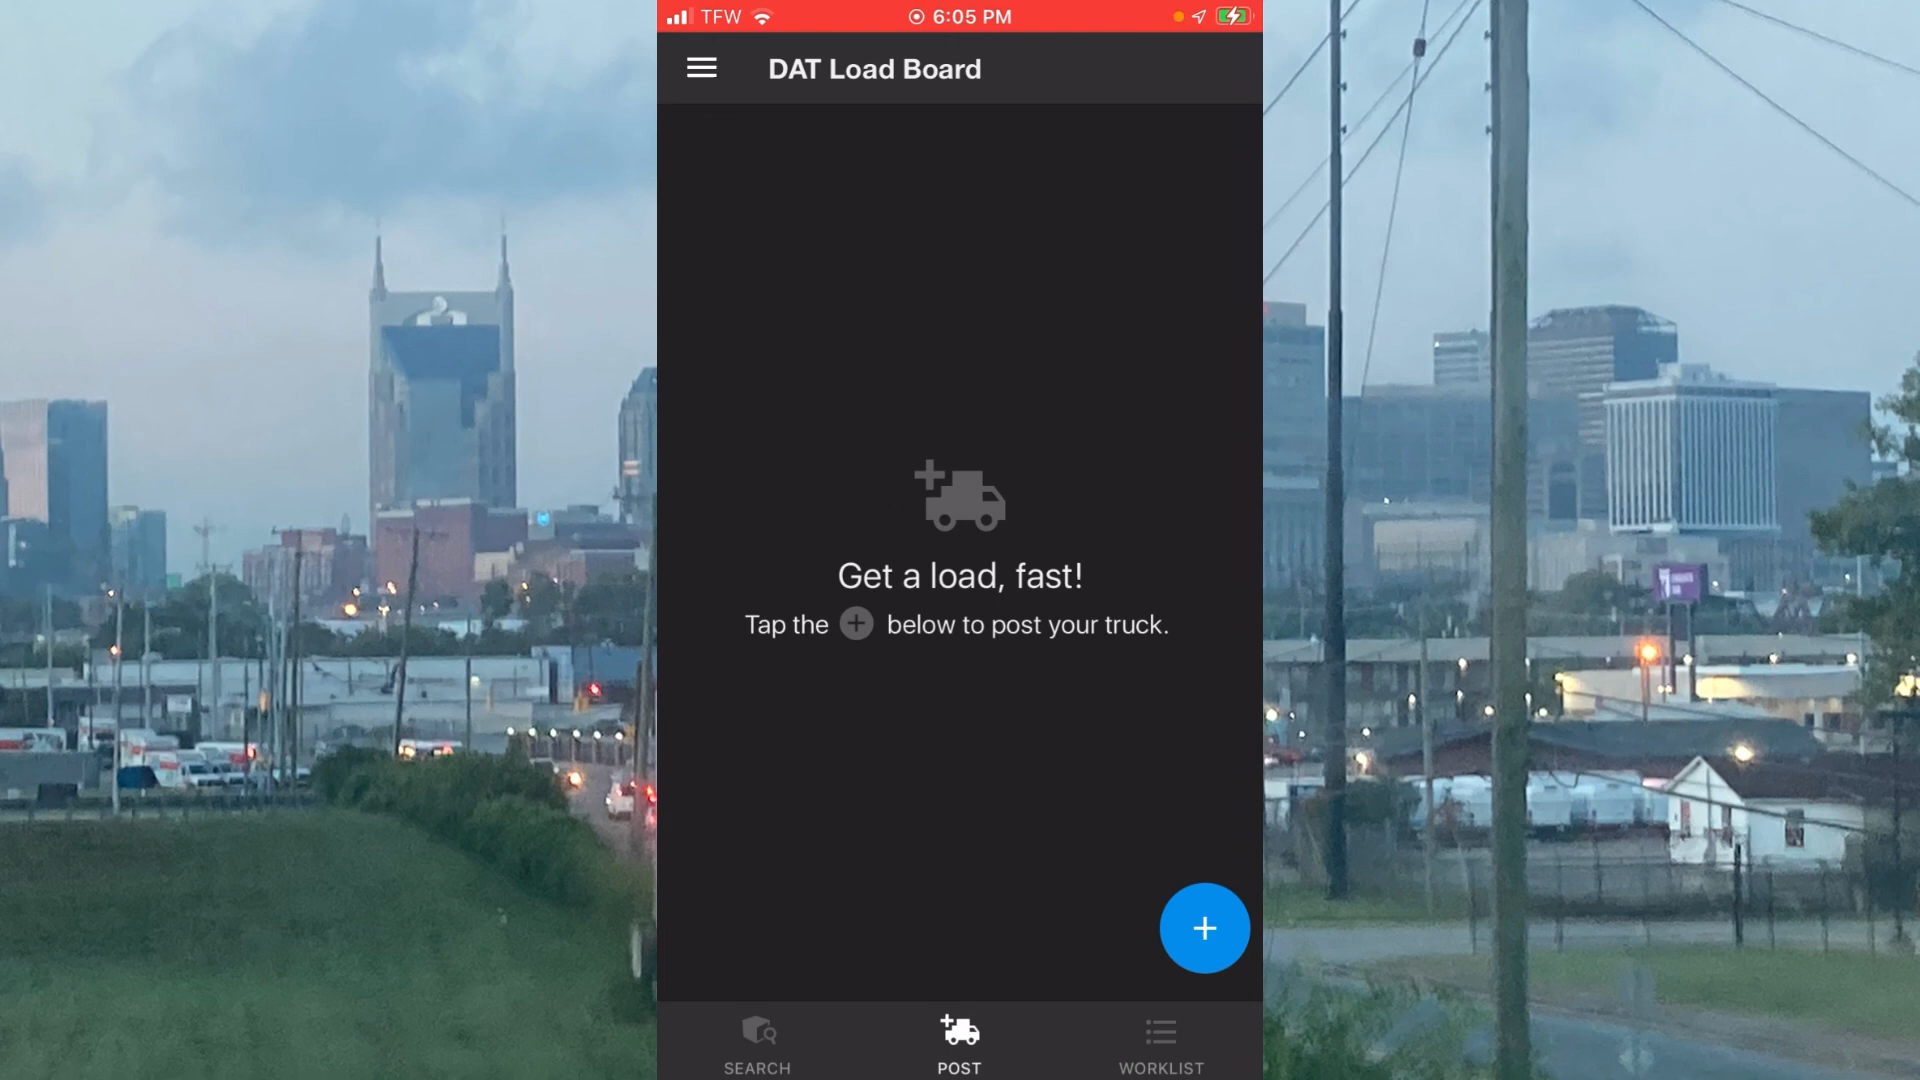 TFW 6:05 PM
DAT Load Board
Get a load, fast!
Tap the + below to post your truck.
+
SEARCH POST WORKLIST